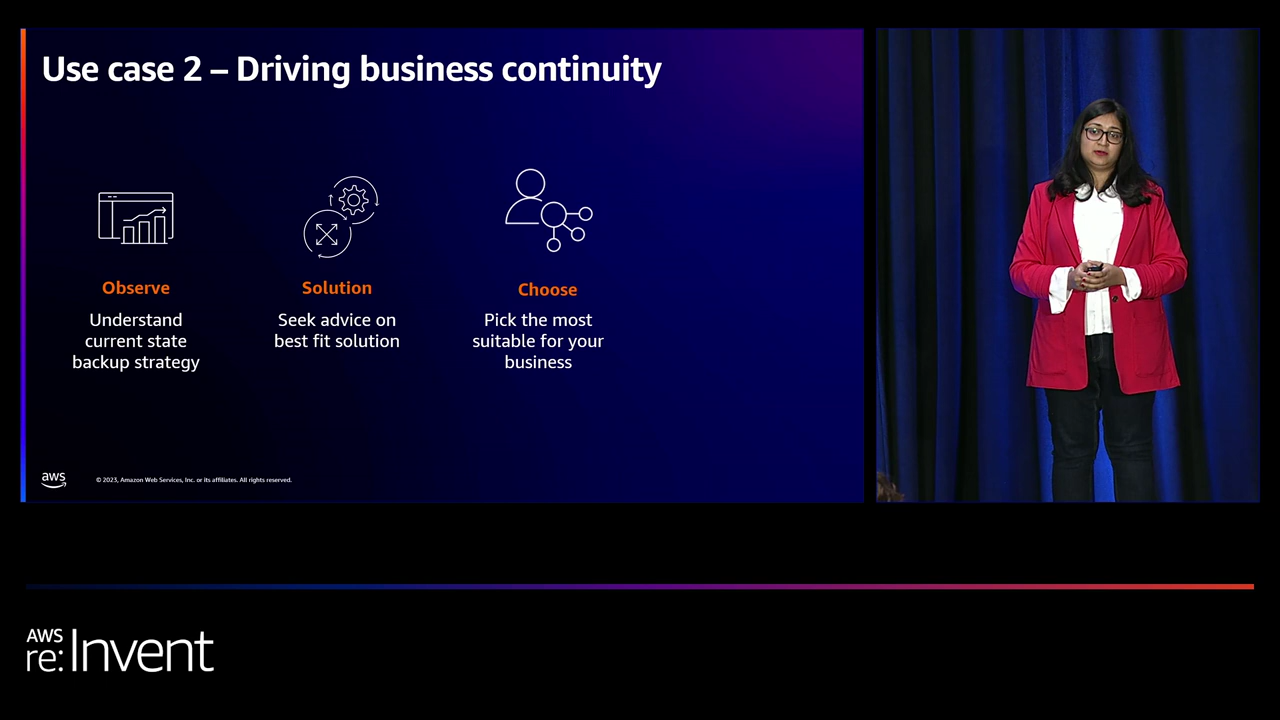 Use case 2 – Driving business continuity
Observe
Understand
current state
backup strategy
Solution
Seek advice on
best fit solution
Choose
Pick the most
suitable for your
business
aws
© 2023, Amazon Web Services, Inc. or its affiliates. All rights reserved.
AWS
re:Invent